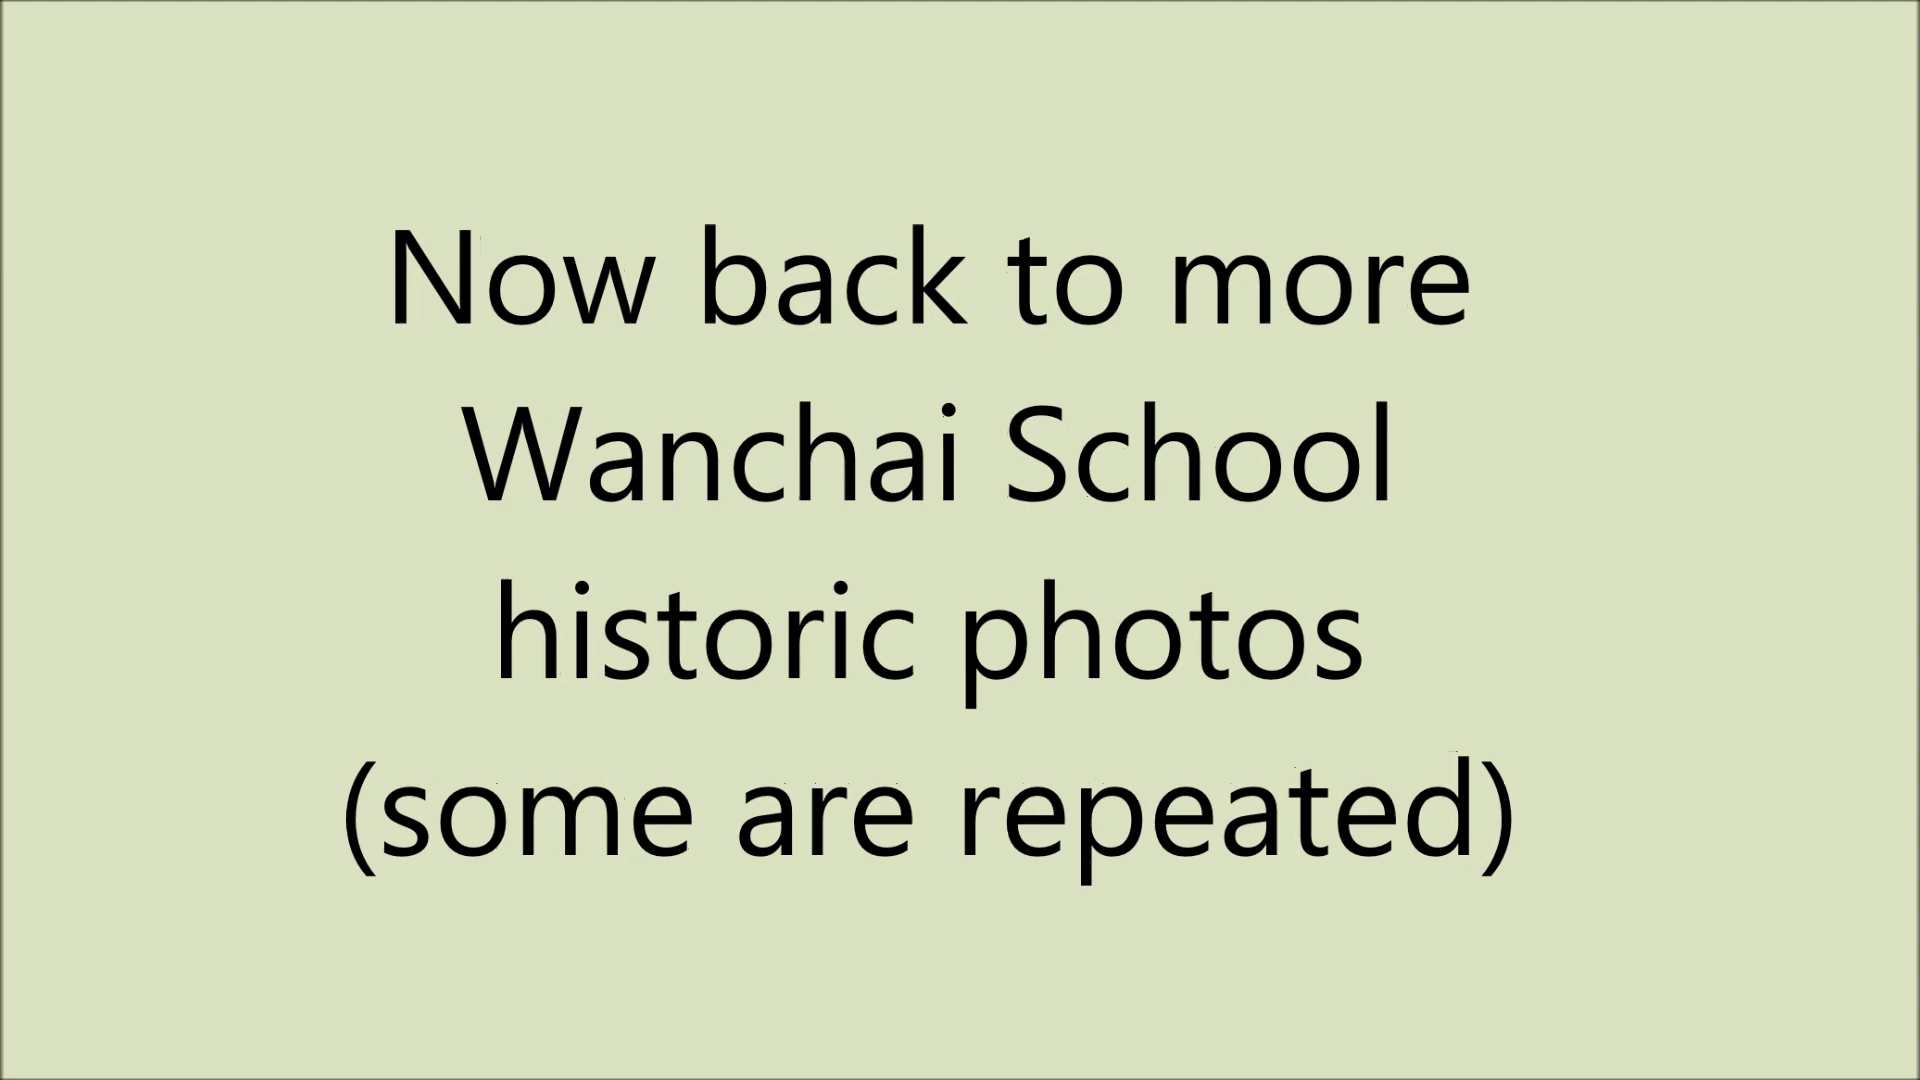 Now back to more
Wanchai School
historic photos
(some are repeated)